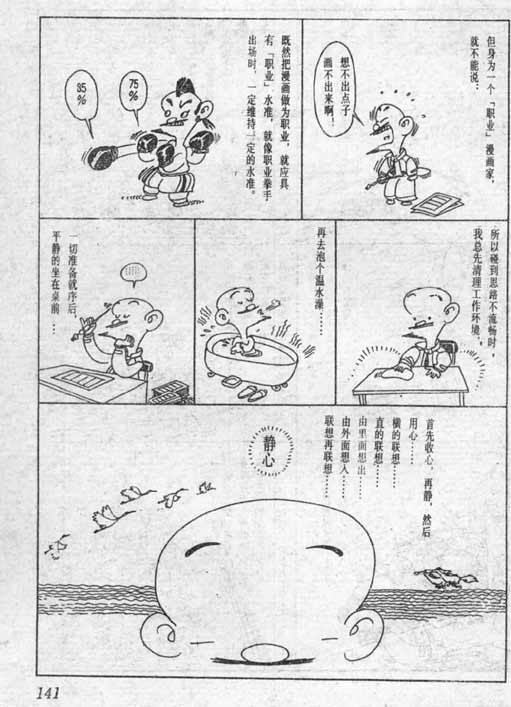 但身为一个「职业」漫画家，
就不能说：
想不出点子
画不出来啊！
既然把漫画做为职业，就应具
有「职业」水准，就像职业拳手
出场时，一定维持一定的水准。
75%
85%
所以碰到思路不流畅时，
我总先清理工作环境，
再去泡个温水澡……
一切准备就序后，
平静的坐在桌前…
首先收心，再静，然后
用心……
横的联想……
直的联想……
由里面想出……
由外面想入……
联想再联想……
静心
141